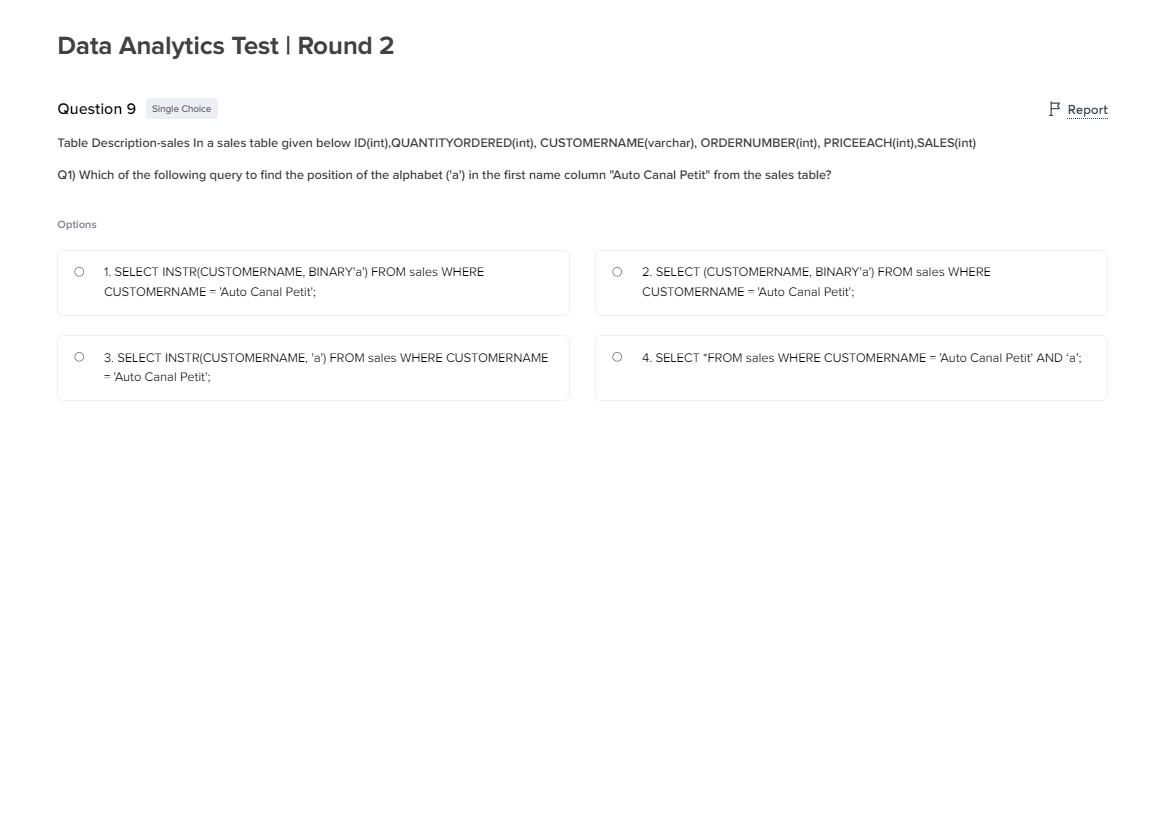 Data Analytics Test | Round 2
Question 9 Single Choice Report
Table Description-sales In a sales table given below ID(int),QUANTITYORDERED(int), CUSTOMERNAME(varchar), ORDERNUMBER(int), PRICEEACH(int),SALES(int)
Q1) Which of the following query to find the position of the alphabet ('a') in the first name column "Auto Canal Petit" from the sales table?
Options
1. SELECT INSTR(CUSTOMERNAME, BINARY'a') FROM sales WHERE
CUSTOMERNAME = 'Auto Canal Petit';
2. SELECT (CUSTOMERNAME, BINARY'a') FROM sales WHERE
CUSTOMERNAME = 'Auto Canal Petit';
3. SELECT INSTR(CUSTOMERNAME, 'a') FROM sales WHERE CUSTOMERNAME
= 'Auto Canal Petit';
4. SELECT *FROM sales WHERE CUSTOMERNAME = 'Auto Canal Petit' AND ‘a’;